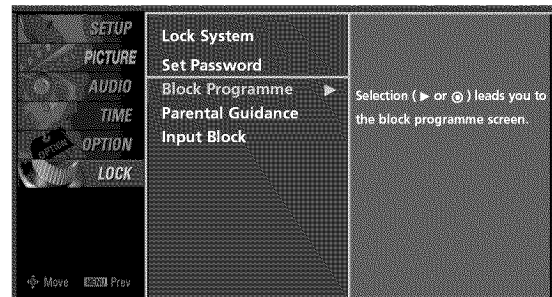 SETUP
PICTURE
AUDIO
TIME
OPTION
OPTION
LOCK
Move MENU Prev
Lock System
Set Password
Block Programme ▶
Parental Guidance
Input Block
Selection ( ▶ or ◉ ) leads you to
the block programme screen.